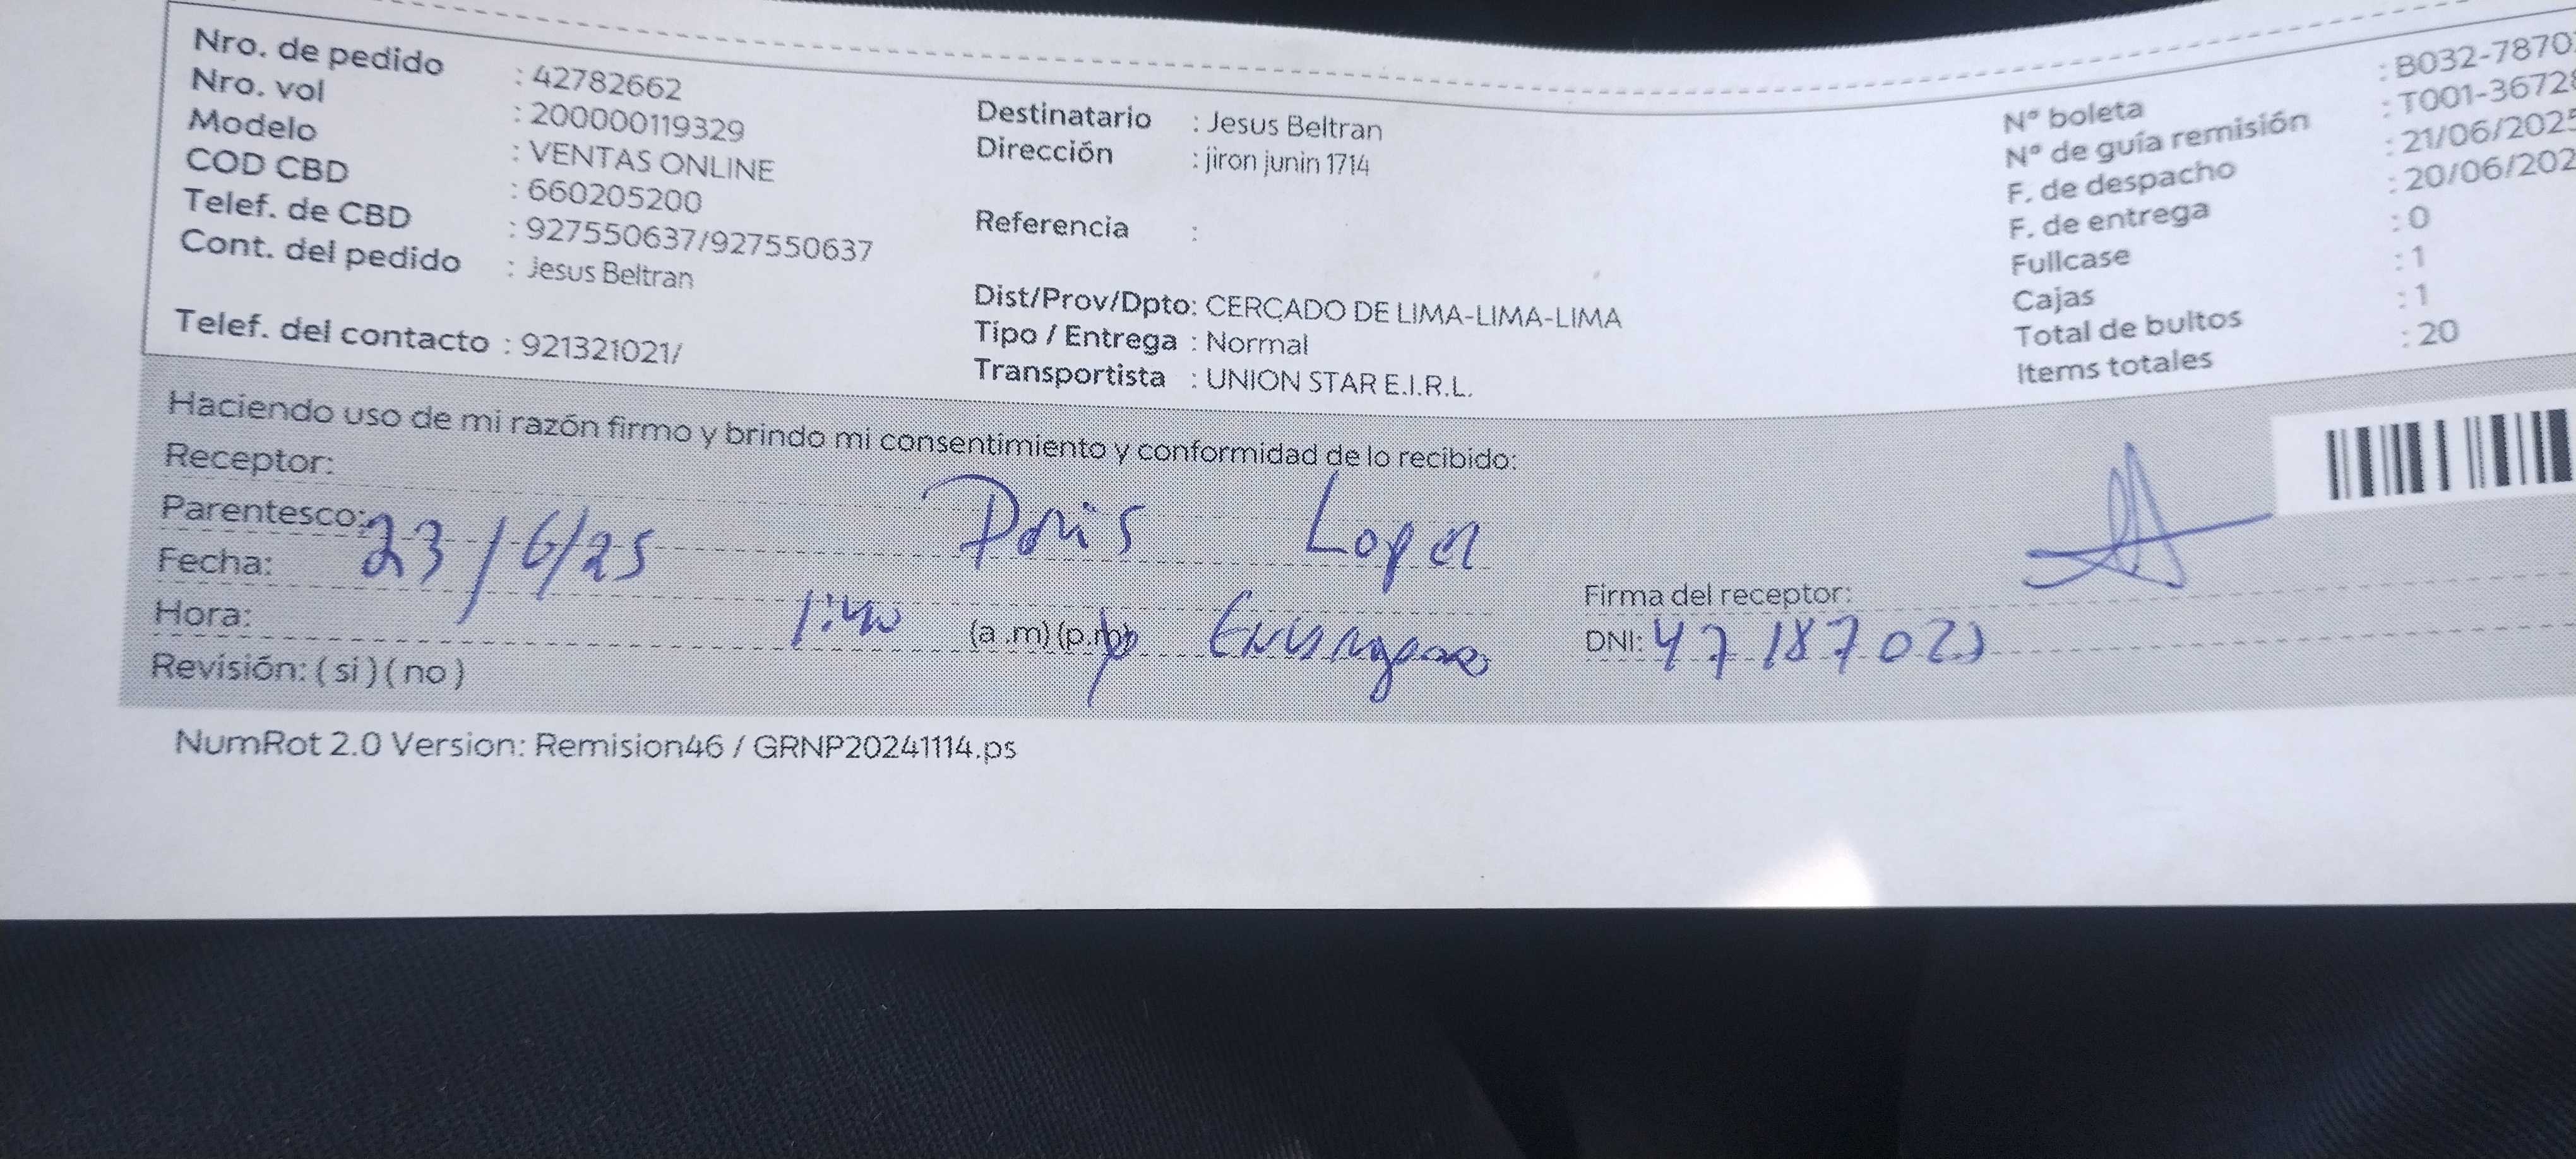 Nro. de pedido : 42782662
Nro. vol : 200000119329
Modelo : VENTAS ONLINE
COD CBD : 660205200
Telef. de CBD : 927550637/927550637
Cont. del pedido : Jesus Beltran
Telef. del contacto : 921321021/
Destinatario : Jesus Beltran
Dirección : jiron junin 1714
Referencia :
Dist/Prov/Dpto: CERCADO DE LIMA-LIMA-LIMA
Tipo / Entrega : Normal
Transportista : UNION STAR E.I.R.L.
Nº boleta : B032-7870
Nº de guía remisión : T001-3672
F. de despacho : 21/06/2025
F. de entrega : 20/06/202
Fullcase : 0
Cajas : 1
Total de bultos : 1
Items totales : 20
Haciendo uso de mi razón firmo y brindo mi consentimiento y conformidad de lo recibido:
Receptor:
Parentesco: Doris Lopez
Fecha: 23/6/25
Hora: 1:40 (a .m) (p.m)
Firma del receptor:
DNI: 47187023
Revisión: ( si ) ( no )
NumRot 2.0 Version: Remision46 / GRNP20241114.ps